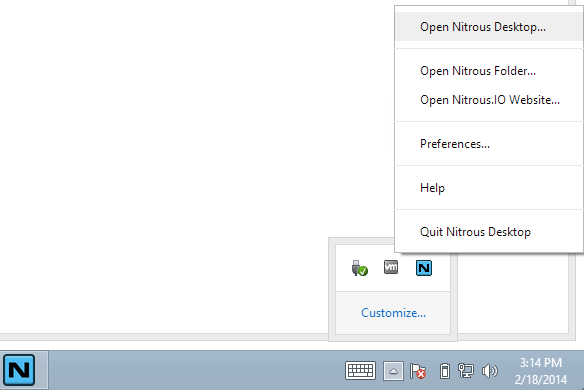 Open Nitrous Desktop...
Open Nitrous Folder...
Open Nitrous.IO Website...
Preferences...
Help
Quit Nitrous Desktop
vm
N
Customize...
N
3:14 PM
2/18/2014